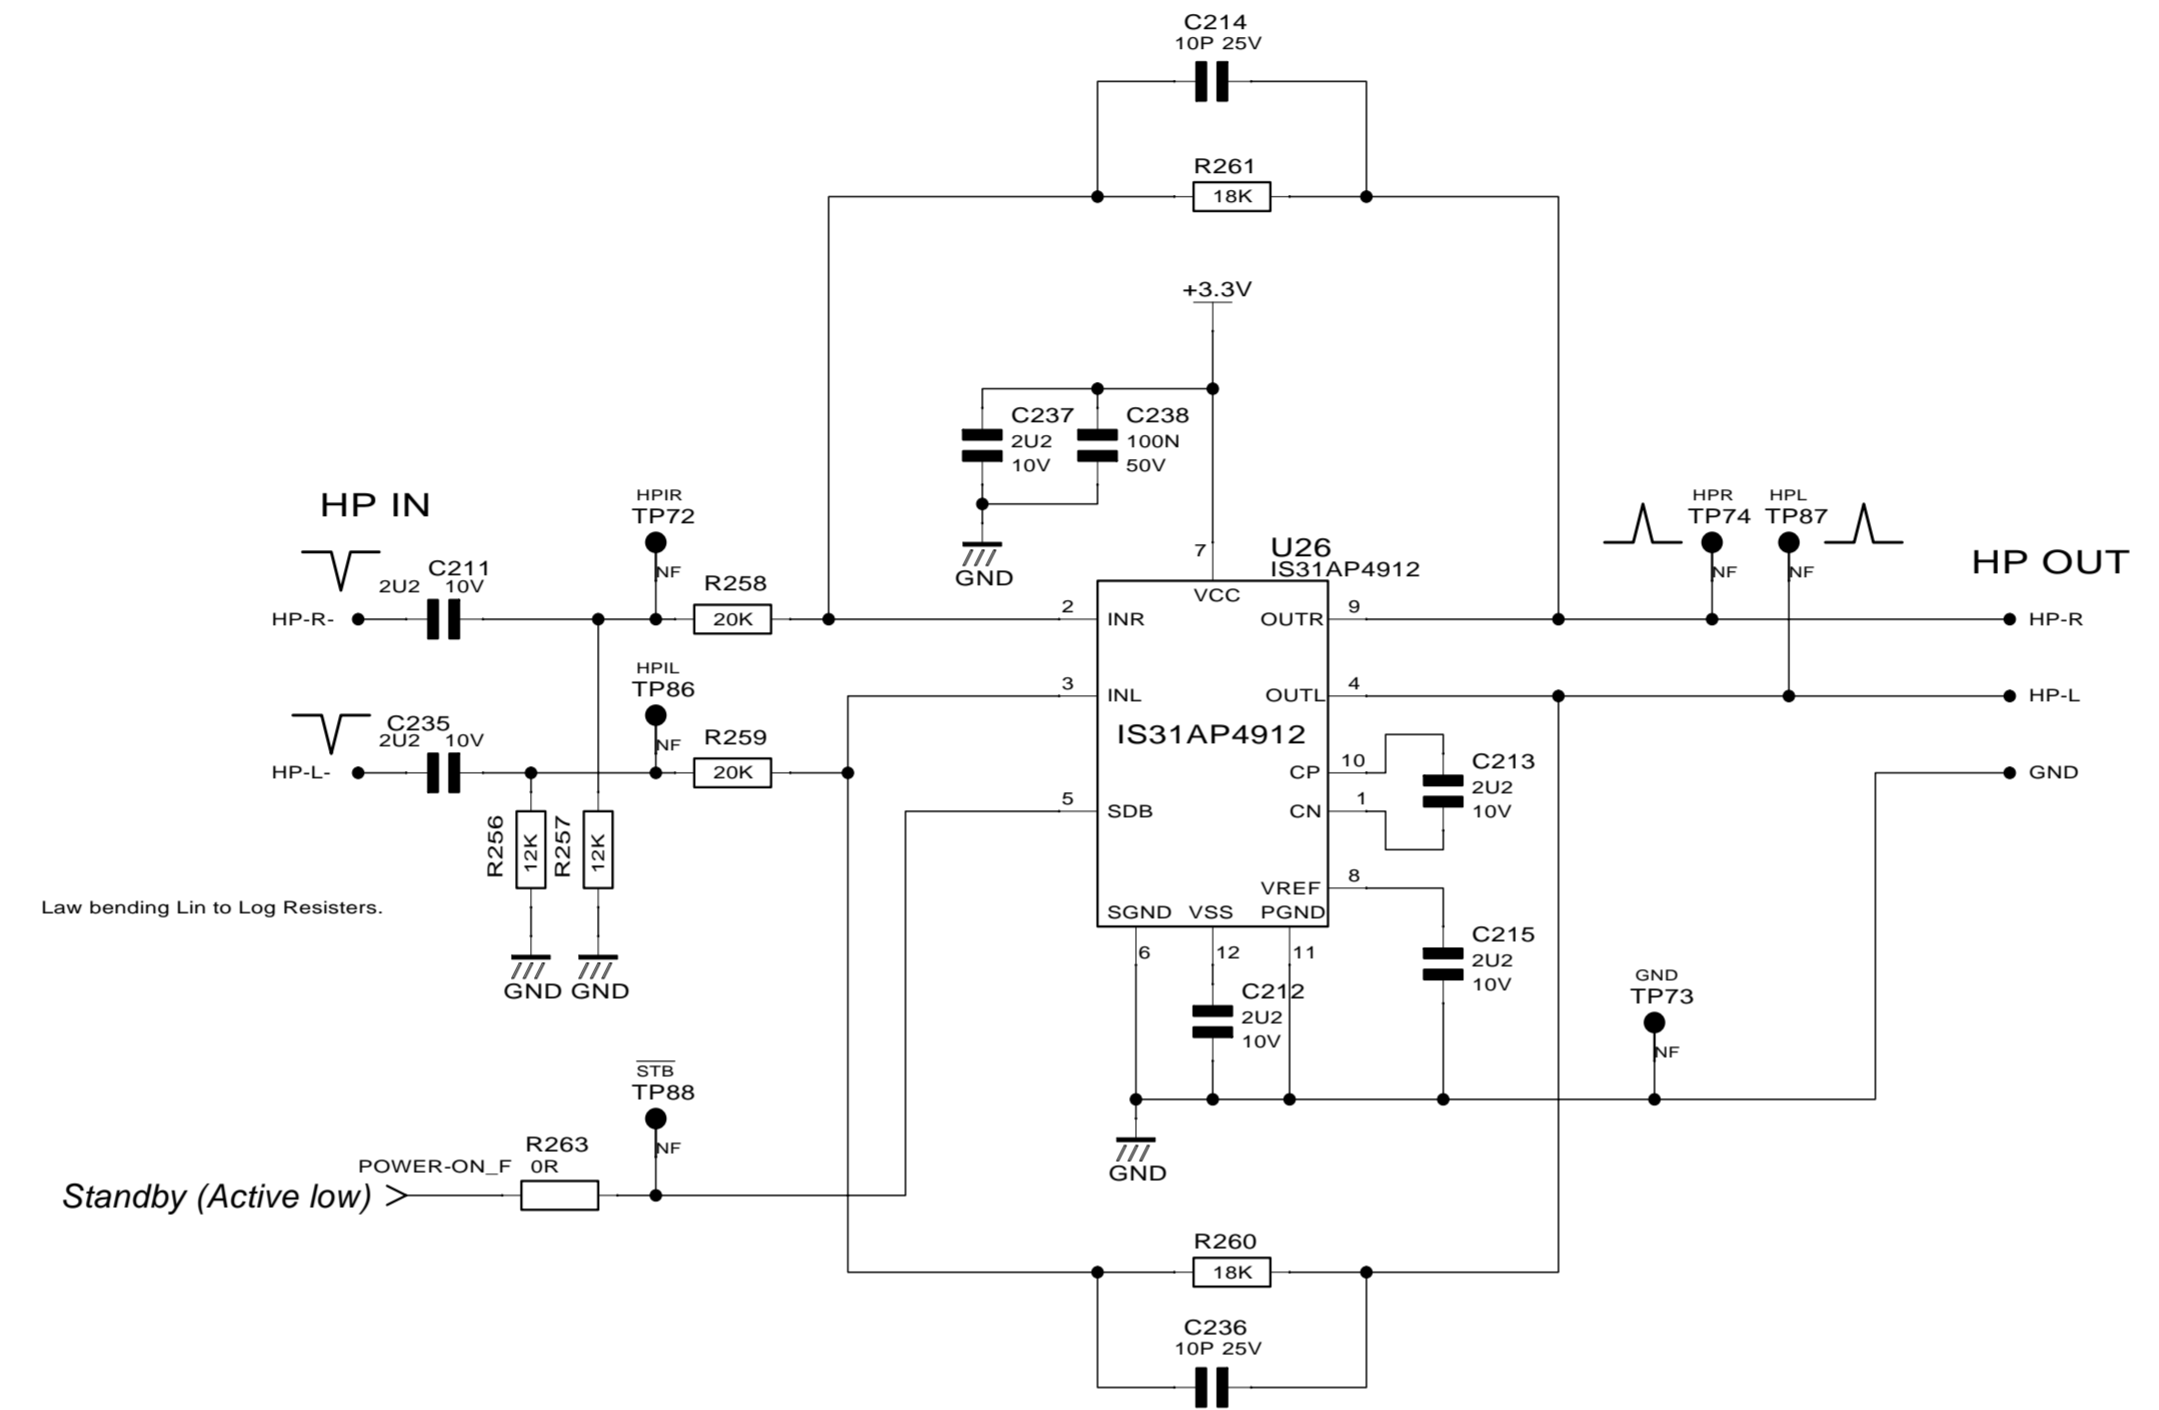 C214
10P 25V
R261
18K
+3.3V
C237
2U2
10V
C238
100N
50V
GND
HP IN
HPIR
TP72
NF
C211
2U2 10V
HP-R-
R258
20K
HPIL
TP86
NF
C235
2U2 10V
HP-L-
R259
20K
R256
12K
R257
12K
GND GND
Law bending Lin to Log Resisters.
U26
IS31AP4912
7
VCC
2
INR
OUTR
9
3
INL
OUTL
4
IS31AP4912
CP
10
5
SDB
CN
1
VREF
8
SGND VSS PGND
6
12
11
C213
2U2
10V
C215
2U2
10V
C212
2U2
10V
GND
HPR
TP74
NF
HPL
TP87
NF
HP OUT
HP-R
HP-L
GND
GND
TP73
NF
STB
TP88
NF
R263
POWER-ON_F 0R
Standby (Active low)
R260
18K
C236
10P 25V